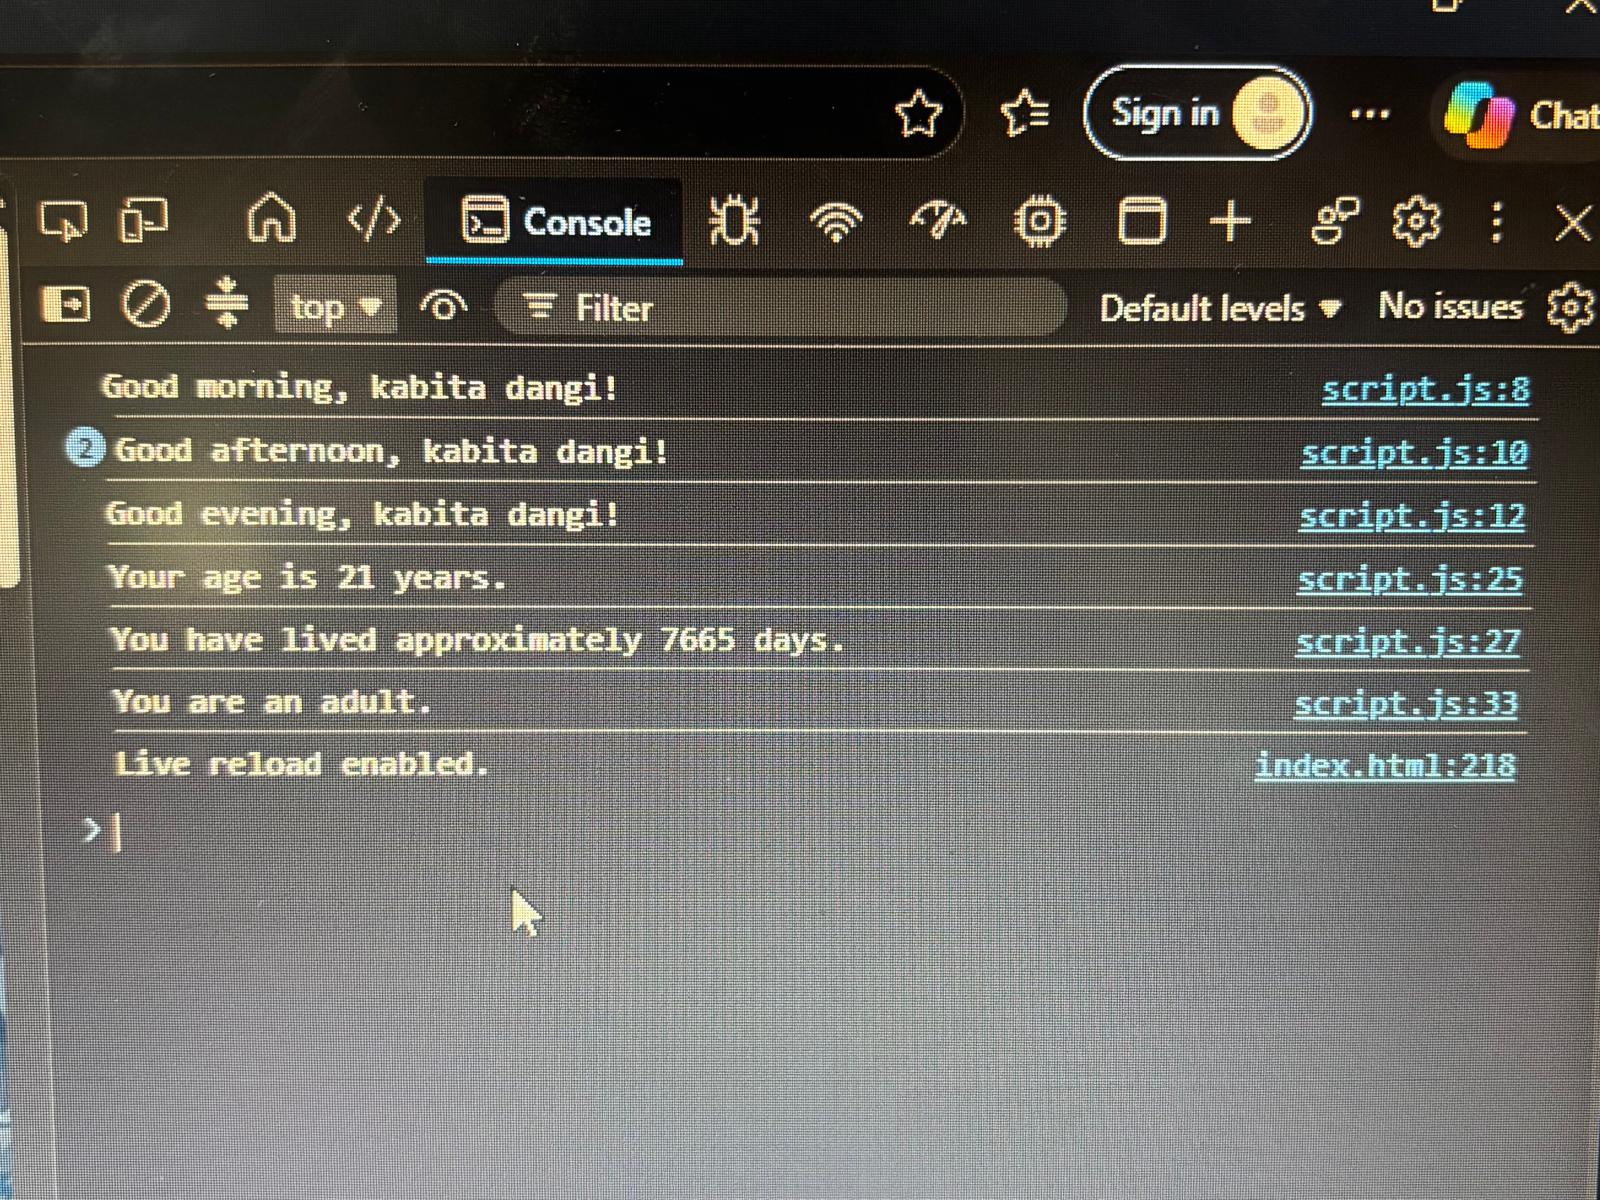 Sign in
Chat
Console
top
Filter
Default levels
No issues
Good morning, kabita dangi! script.js:8
2 Good afternoon, kabita dangi! script.js:10
Good evening, kabita dangi! script.js:12
Your age is 21 years. script.js:25
You have lived approximately 7665 days. script.js:27
You are an adult. script.js:33
Live reload enabled. index.html:218
>